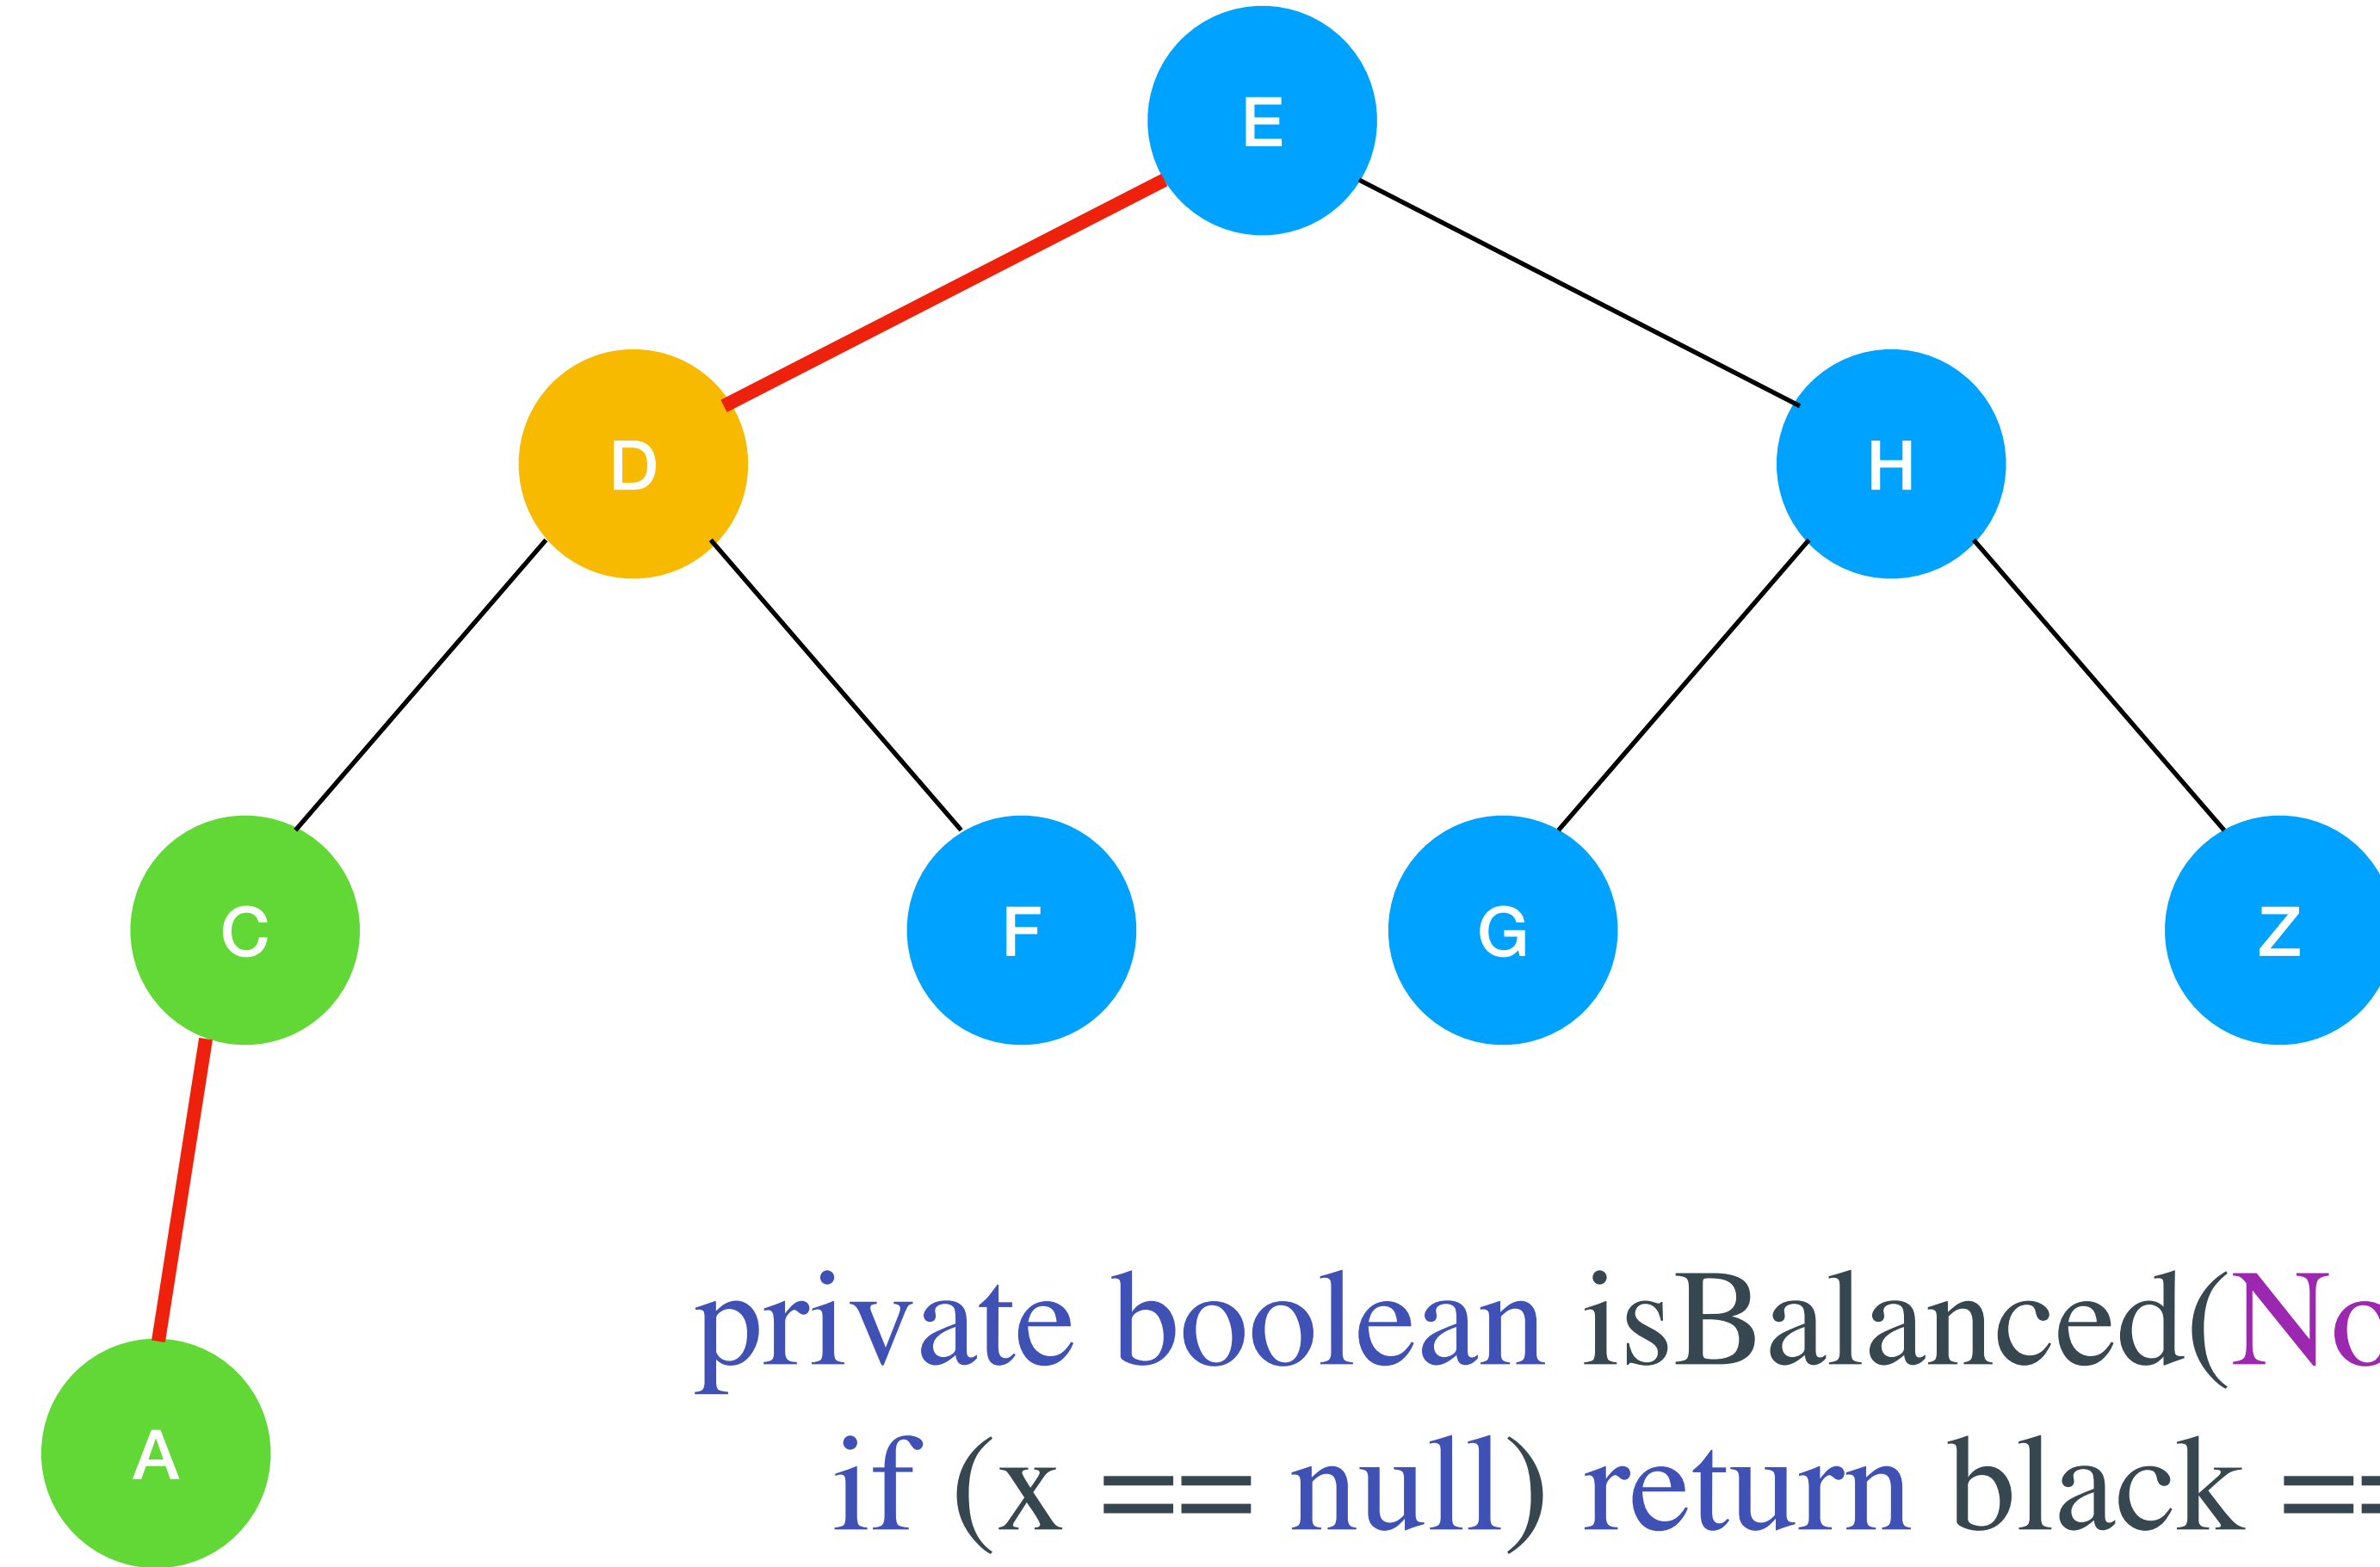 E
D H
C F G Z
private boolean isBalanced(No
A
if (x == null) return black ==